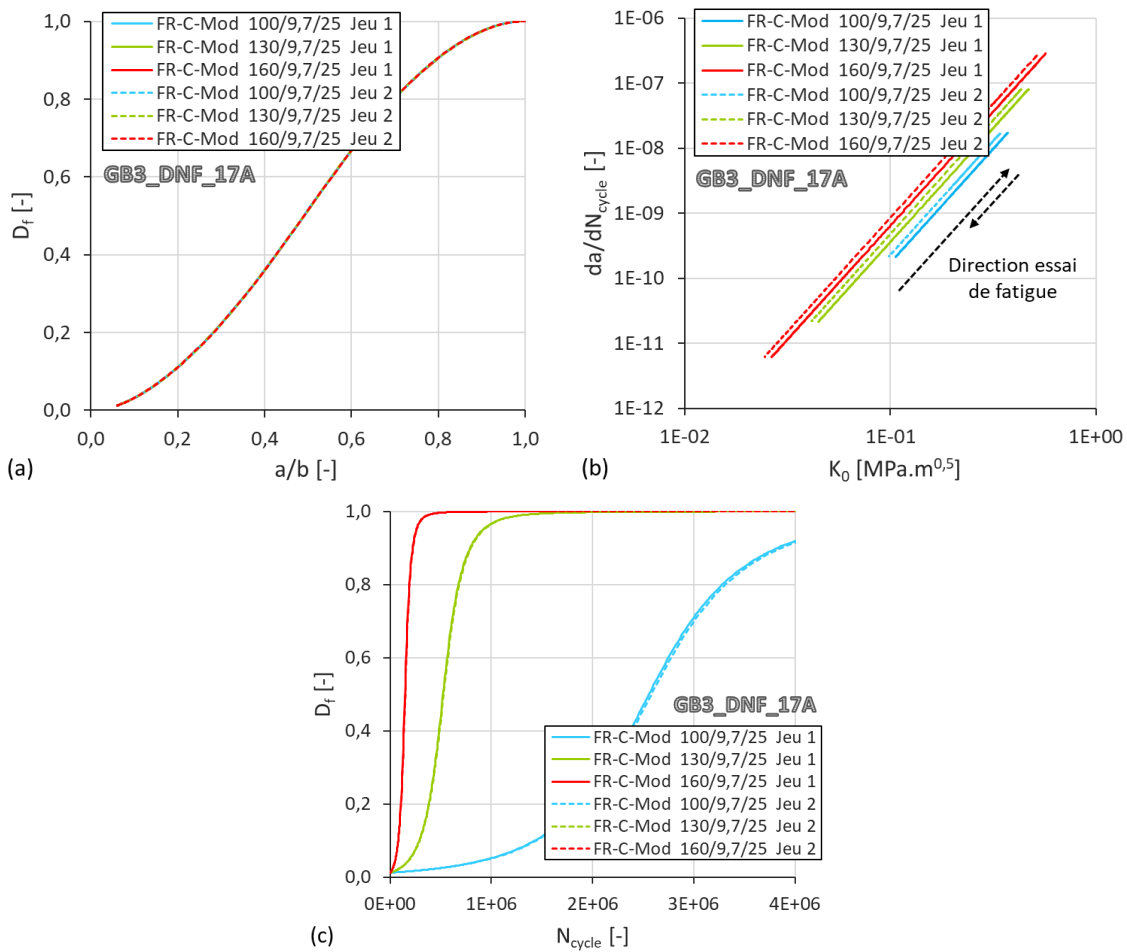 FR-C-Mod 100/9,7/25 Jeu 1
FR-C-Mod 130/9,7/25 Jeu 1
FR-C-Mod 160/9,7/25 Jeu 1
FR-C-Mod 100/9,7/25 Jeu 2
FR-C-Mod 130/9,7/25 Jeu 2
FR-C-Mod 160/9,7/25 Jeu 2
GB3_DNF_17A
1,0
0,8
0,6
0,4
0,2
0,0
D_f [-]
0,0 0,2 0,4 0,6 0,8 1,0
a/b [-]
(a)
FR-C-Mod 100/9,7/25 Jeu 1
FR-C-Mod 130/9,7/25 Jeu 1
FR-C-Mod 160/9,7/25 Jeu 1
FR-C-Mod 100/9,7/25 Jeu 2
FR-C-Mod 130/9,7/25 Jeu 2
FR-C-Mod 160/9,7/25 Jeu 2
GB3_DNF_17A
1E-06
1E-07
1E-08
1E-09
1E-10
1E-11
1E-12
da/dN_cycle [-]
Direction essai
de fatigue
1E-02 1E-01 1E+00
K_0 [MPa.m^0,5]
(b)
1,0
0,8
0,6
0,4
0,2
0,0
D_f [-]
GB3_DNF_17A
FR-C-Mod 100/9,7/25 Jeu 1
FR-C-Mod 130/9,7/25 Jeu 1
FR-C-Mod 160/9,7/25 Jeu 1
FR-C-Mod 100/9,7/25 Jeu 2
FR-C-Mod 130/9,7/25 Jeu 2
FR-C-Mod 160/9,7/25 Jeu 2
0E+00 1E+06 2E+06 3E+06 4E+06
N_cycle [-]
(c)